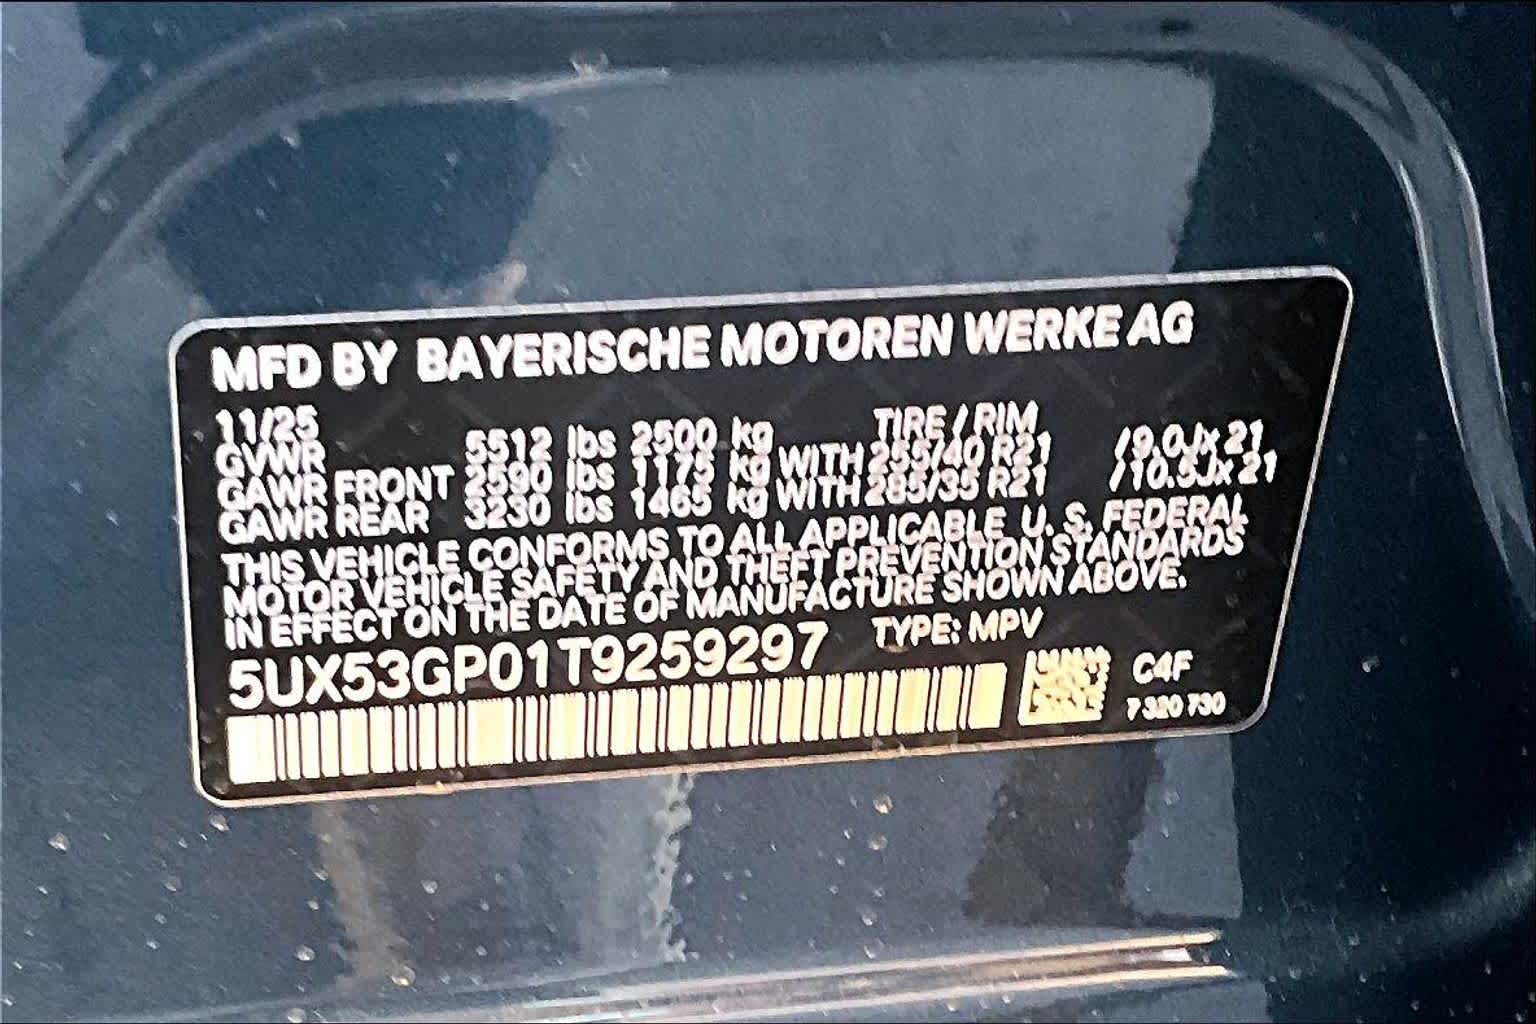 MFD BY BAYERISCHE MOTOREN WERKE AG
11/25 TIRE / RIM
GVWR 5512 lbs 2500 kg
GAWR FRONT 2590 lbs 1175 kg WITH 255/40 R21 /9.0Jx21
GAWR REAR 3230 lbs 1465 kg WITH 285/35 R21 /10.5Jx21
THIS VEHICLE CONFORMS TO ALL APPLICABLE U. S. FEDERAL
MOTOR VEHICLE SAFETY AND THEFT PREVENTION STANDARDS
IN EFFECT ON THE DATE OF MANUFACTURE SHOWN ABOVE.
5UX53GP01T9259297 TYPE: MPV
C4F
7 320 730